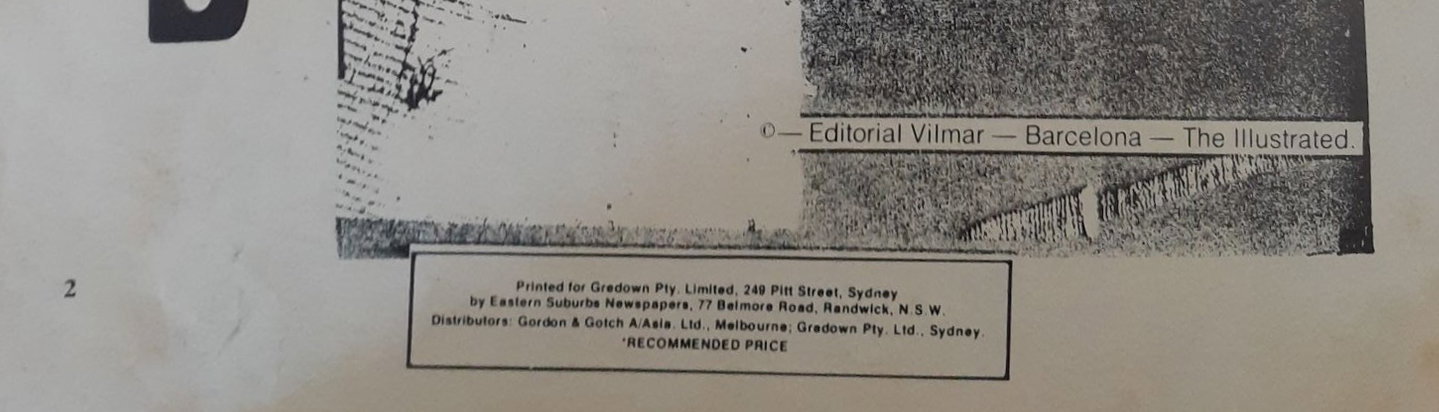 ©— Editorial Vilmar — Barcelona — The Illustrated.
2
Printed for Gredown Pty. Limited, 249 Pitt Street, Sydney
by Eastern Suburbs Newspapers, 77 Belmore Road, Randwick, N.S.W.
Distributors: Gordon & Gotch A/Asia. Ltd., Melbourne; Gredown Pty. Ltd., Sydney.
*RECOMMENDED PRICE